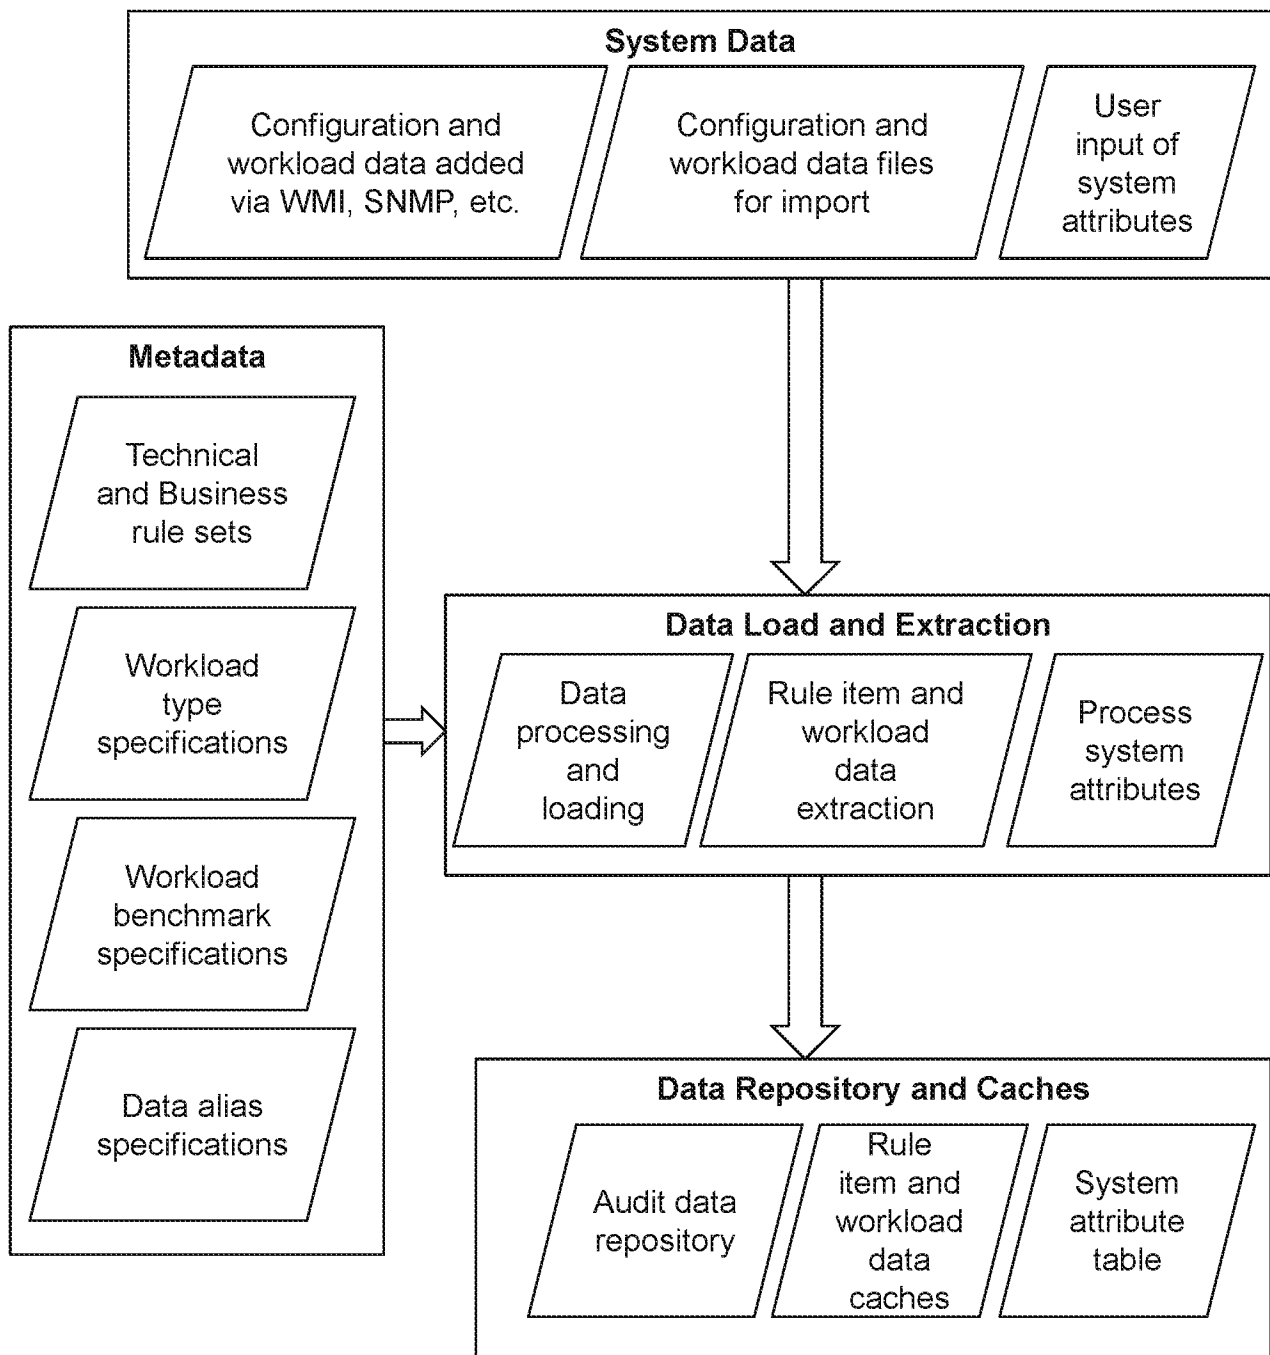 System Data
Configuration and
workload data added
via WMI, SNMP, etc.
Configuration and
workload data files
for import
User
input of
system
attributes
Metadata
Technical
and Business
rule sets
Workload
type
specifications
Workload
benchmark
specifications
Data alias
specifications
Data Load and Extraction
Data
processing
and
loading
Rule item and
workload
data
extraction
Process
system
attributes
Data Repository and Caches
Audit data
repository
Rule
item and
workload
data
caches
System
attribute
table